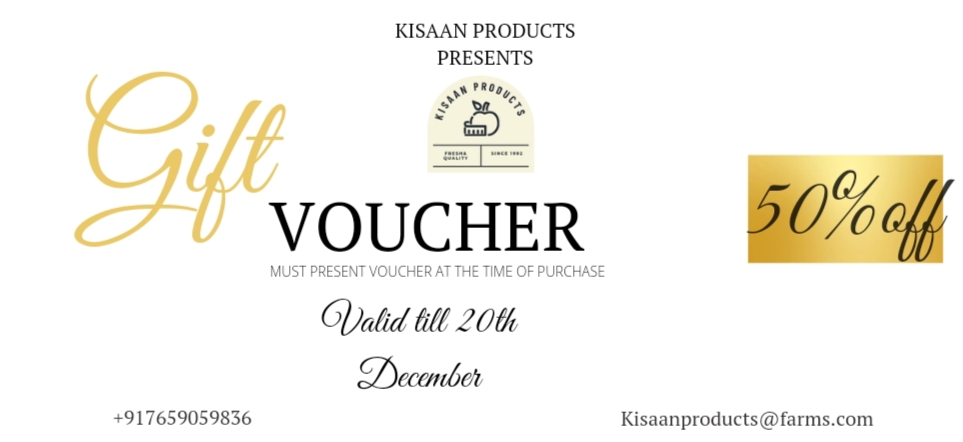 KISAAN PRODUCTS
PRESENTS
KISAAN PRODUCTS
FRESH&
QUALITY
SINCE 1992
Gift
VOUCHER
50% off
MUST PRESENT VOUCHER AT THE TIME OF PURCHASE
Valid till 20th
December
+917659059836
Kisaanproducts@farms.com